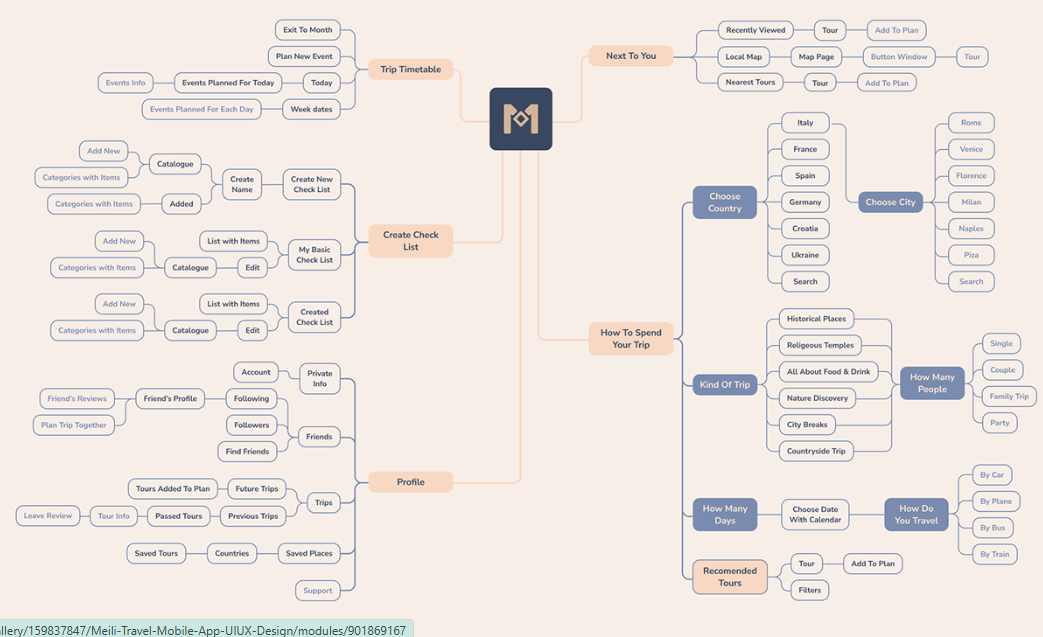 Exit To Month
Plan New Event
Trip Timetable
Events Info
Events Planned For Today
Today
Events Planned For Each Day
Week dates
Add New
Catalogue
Categories with Items
Create
Name
Create New
Check List
Categories with Items
Added
Create Check
List
Add New
List with Items
My Basic
Check List
Categories with Items
Catalogue
Edit
Add New
List with Items
Created
Check List
Categories with Items
Catalogue
Edit
Account
Private
Info
Friend's Reviews
Friend's Profile
Following
Plan Trip Together
Followers
Friends
Find Friends
Profile
Tours Added To Plan
Future Trips
Trips
Leave Review
Tour Info
Passed Tours
Previous Trips
Saved Tours
Countries
Saved Places
Support
M
Next To You
Recently Viewed
Tour
Add To Plan
Local Map
Map Page
Button Window
Tour
Nearest Tours
Tour
Add To Plan
How To Spend
Your Trip
Choose
Country
Italy
France
Spain
Germany
Croatia
Ukraine
Search
Choose City
Rome
Venice
Florence
Milan
Naples
Piza
Search
Kind Of Trip
Historical Places
Religeous Temples
All About Food & Drink
Nature Discovery
City Breaks
Countryside Trip
How Many
People
Single
Couple
Family Trip
Party
How Many
Days
Choose Date
With Calendar
How Do
You Travel
By Car
By Plane
By Bus
By Train
Recomended
Tours
Tour
Add To Plan
Filters
allery/159837847/Meili-Travel-Mobile-App-UIUX-Design/modules/901869167